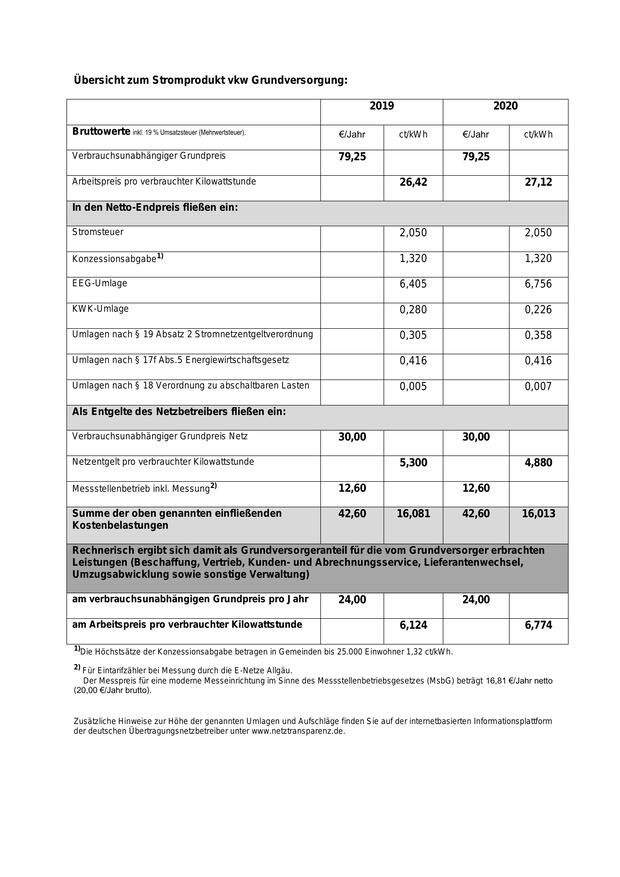 Übersicht zum Stromprodukt vkw Grundversorgung:
2019 2020
Bruttowerte inkl. 19 % Umsatzsteuer (Mehrwertsteuer). €/Jahr ct/kWh €/Jahr ct/kWh
Verbrauchsunabhängiger Grundpreis 79,25 79,25
Arbeitspreis pro verbrauchter Kilowattstunde 26,42 27,12
In den Netto-Endpreis fließen ein:
Stromsteuer 2,050 2,050
Konzessionsabgabe1) 1,320 1,320
EEG-Umlage 6,405 6,756
KWK-Umlage 0,280 0,226
Umlagen nach § 19 Absatz 2 Stromnetzentgeltverordnung 0,305 0,358
Umlagen nach § 17f Abs.5 Energiewirtschaftsgesetz 0,416 0,416
Umlagen nach § 18 Verordnung zu abschaltbaren Lasten 0,005 0,007
Als Entgelte des Netzbetreibers fließen ein:
Verbrauchsunabhängiger Grundpreis Netz 30,00 30,00
Netzentgelt pro verbrauchter Kilowattstunde 5,300 4,880
Messstellenbetrieb inkl. Messung2) 12,60 12,60
Summe der oben genannten einfließenden 42,60 16,081 42,60 16,013
Kostenbelastungen
Rechnerisch ergibt sich damit als Grundversorgeranteil für die vom Grundversorger erbrachten
Leistungen (Beschaffung, Vertrieb, Kunden- und Abrechnungsservice, Lieferantenwechsel,
Umzugsabwicklung sowie sonstige Verwaltung)
am verbrauchsunabhängigen Grundpreis pro Jahr 24,00 24,00
am Arbeitspreis pro verbrauchter Kilowattstunde 6,124 6,774
1)Die Höchstsätze der Konzessionsabgabe betragen in Gemeinden bis 25.000 Einwohner 1,32 ct/kWh.
2) Für Eintarifzähler bei Messung durch die E-Netze Allgäu.
Der Messpreis für eine moderne Messeinrichtung im Sinne des Messstellenbetriebsgesetzes (MsbG) beträgt 16,81 €/Jahr netto
(20,00 €/Jahr brutto).
Zusätzliche Hinweise zur Höhe der genannten Umlagen und Aufschläge finden Sie auf der internetbasierten Informationsplattform
der deutschen Übertragungsnetzbetreiber unter www.netztransparenz.de.